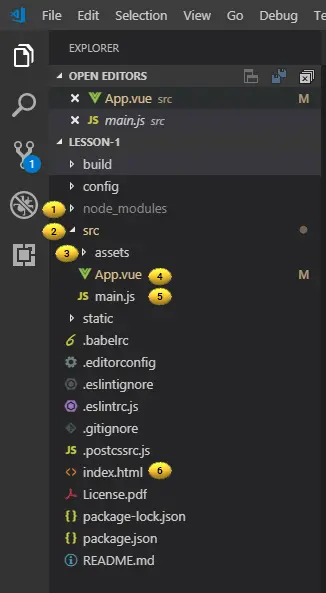 File Edit Selection View Go Debug
EXPLORER
OPEN EDITORS
App.vue src M
JS main.js src
LESSON-1
build
config
1 node_modules
2 src
3 assets
App.vue 4 M
JS main.js 5
static
6 .babelrc
.editorconfig
.eslintignore
.eslintrc.js
.gitignore
JS .postcssrc.js
<> index.html 6
License.pdf
{} package-lock.json
{} package.json
README.md
1